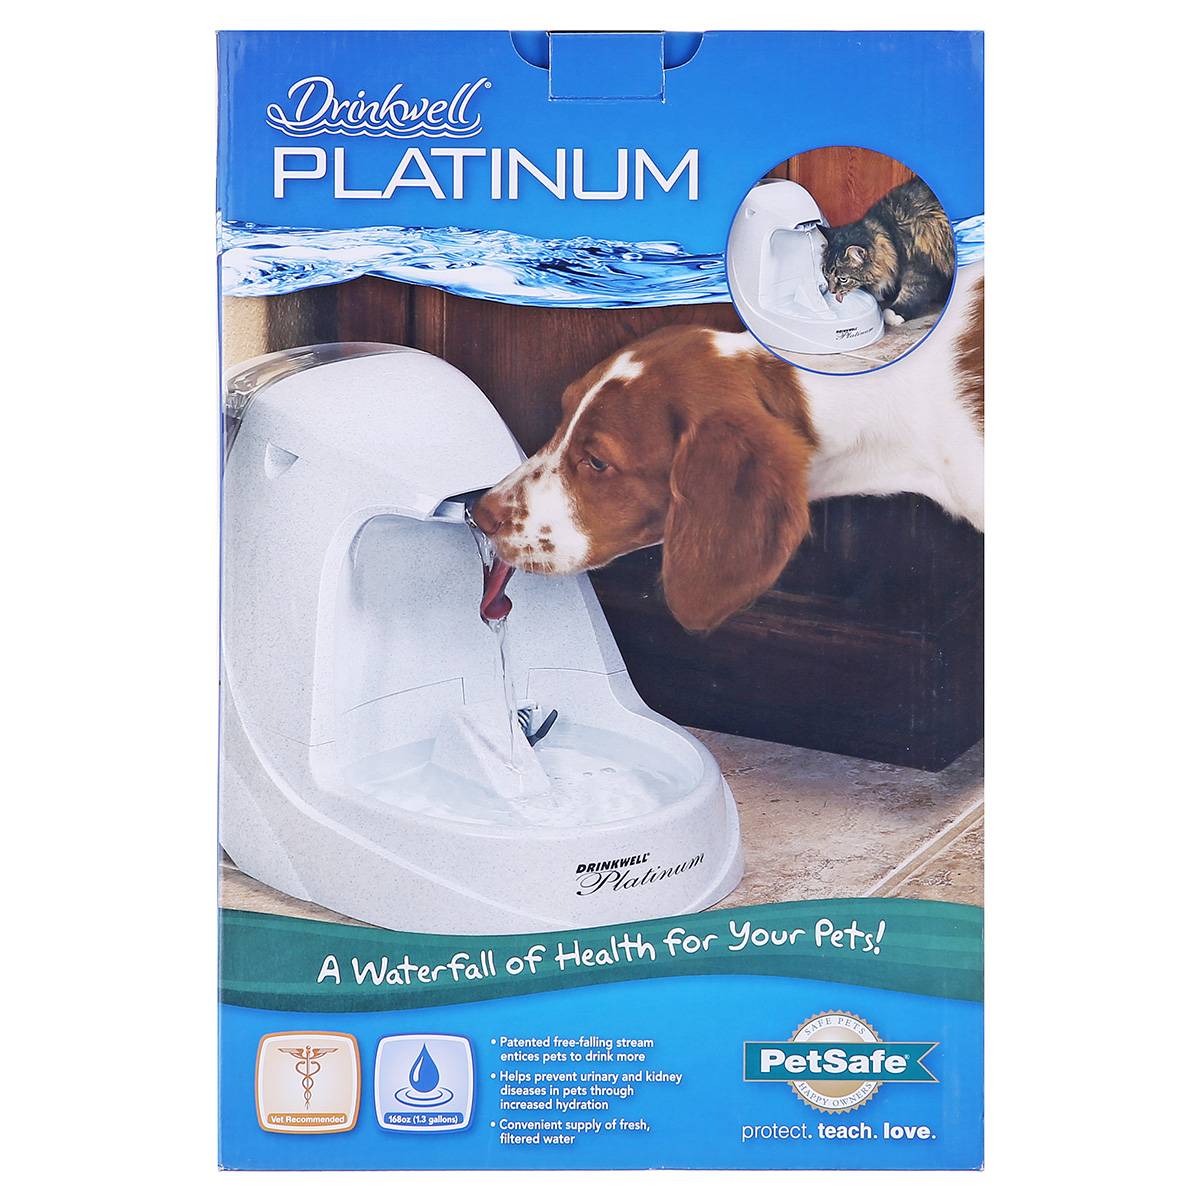 Drinkwell®
PLATINUM
DRINKWELL
Platinum
DRINKWELL®
Platinum
A Waterfall of Health for Your Pets!
Vet Recommended
168oz (1.3 gallons)
• Patented free-falling stream
entices pets to drink more
• Helps prevent urinary and kidney
diseases in pets through
increased hydration
• Convenient supply of fresh,
filtered water
SAFE PETS
PetSafe®
HAPPY OWNERS
protect. teach. love.